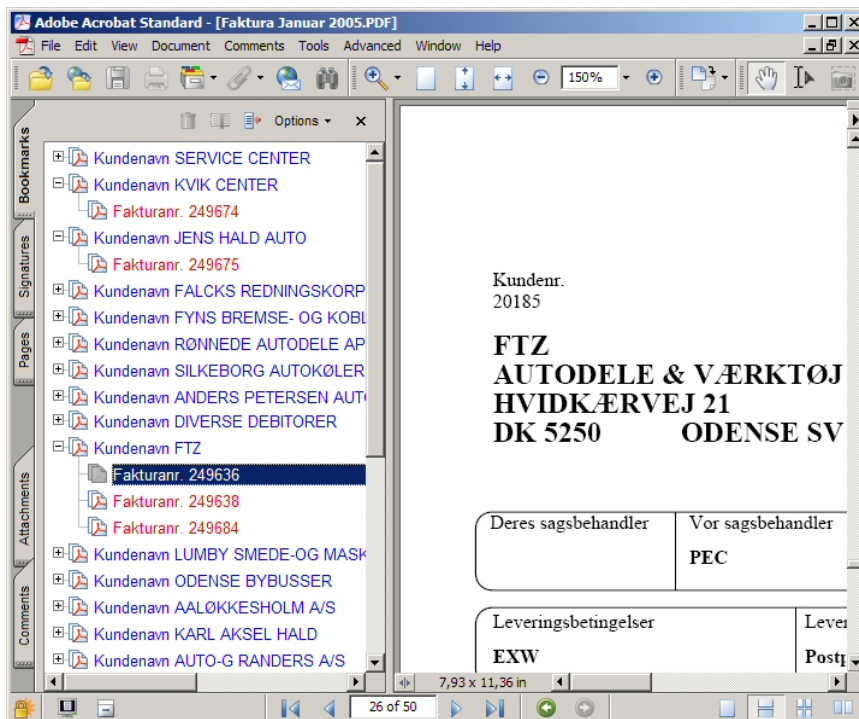 Adobe Acrobat Standard - [Faktura Januar 2005.PDF]
File Edit View Document Comments Tools Advanced Window Help
150%
Options
Bookmarks
Signatures
Pages
Attachments
Comments
Kundenavn SERVICE CENTER
Kundenavn KVIK CENTER
Fakturanr. 249674
Kundenavn JENS HALD AUTO
Fakturanr. 249675
Kundenavn FALCKS REDNINGSKORP
Kundenavn FYNS BREMSE- OG KOBL
Kundenavn RØNNEDE AUTODELE AP
Kundenavn SILKEBORG AUTOKØLER
Kundenavn ANDERS PETERSEN AUT
Kundenavn DIVERSE DEBITORER
Kundenavn FTZ
Fakturanr. 249636
Fakturanr. 249638
Fakturanr. 249684
Kundenavn LUMBY SMEDE-OG MASK
Kundenavn ODENSE BYBUSSER
Kundenavn AALØKKESHOLM A/S
Kundenavn KARL AKSEL HALD
Kundenavn AUTO-G RANDERS A/S
Kundenr.
20185
FTZ
AUTODELE & VÆRKTØJ
HVIDKÆRVEJ 21
DK 5250 ODENSE SV
Deres sagsbehandler Vor sagsbehandler
PEC
Leveringsbetingelser Lever
EXW Postp
7,93 x 11,36 in
26 of 50